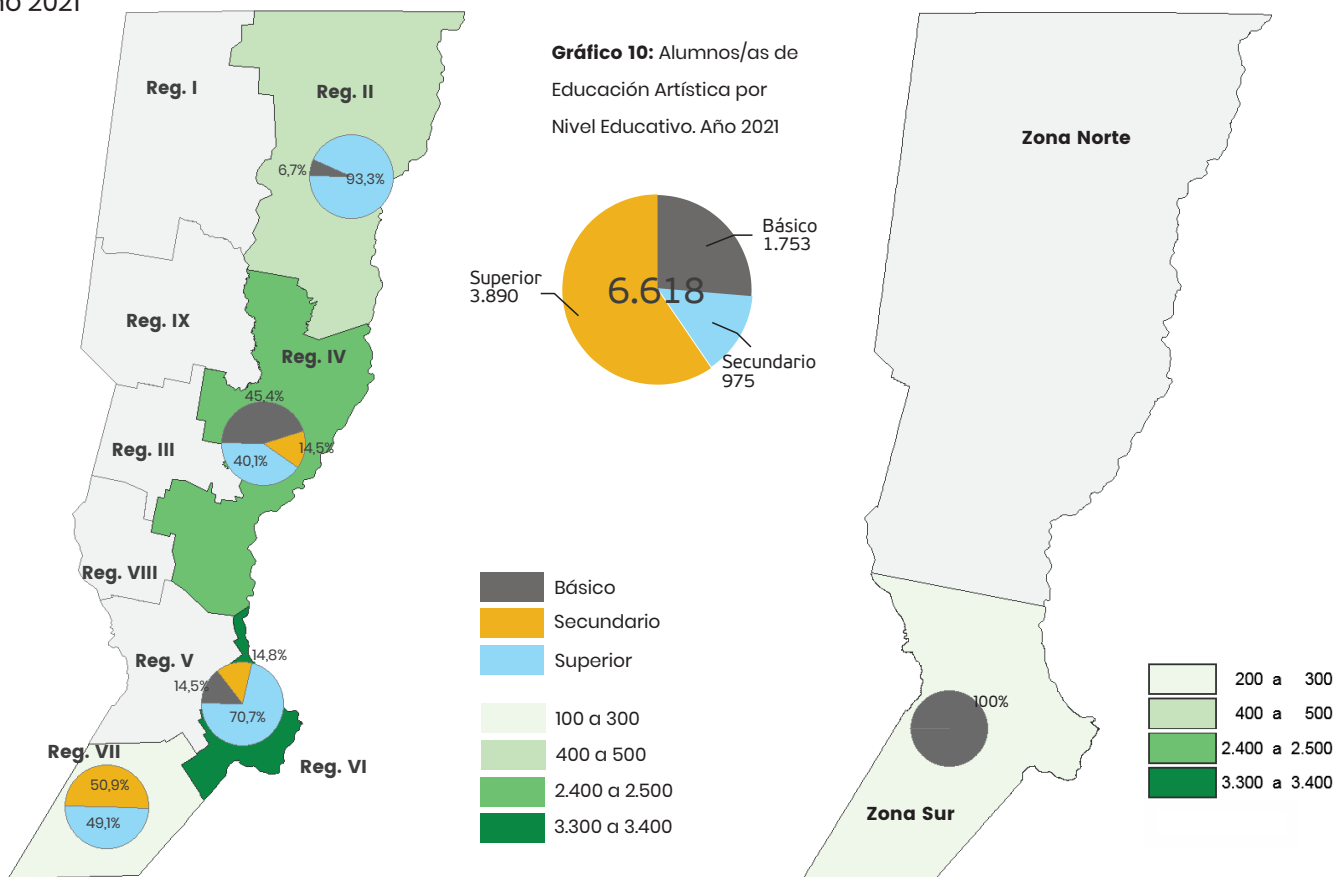 2021
Reg. I
Reg. II
6,7%
93,3%
Reg. IX
Reg. IV
45,4%
14,5%
40,1%
Reg. III
Reg. VIII
Reg. V
14,8%
14,5%
70,7%
Reg. VII
50,9%
49,1%
Reg. VI
Gráfico 10: Alumnos/as de
Educación Artística por
Nivel Educativo. Año 2021
Básico
1.753
Superior
3.890
6.618
Secundario
975
Básico
Secundario
Superior
100 a 300
400 a 500
2.400 a 2.500
3.300 a 3.400
Zona Norte
100%
Zona Sur
200 a 300
400 a 500
2.400 a 2.500
3.300 a 3.400